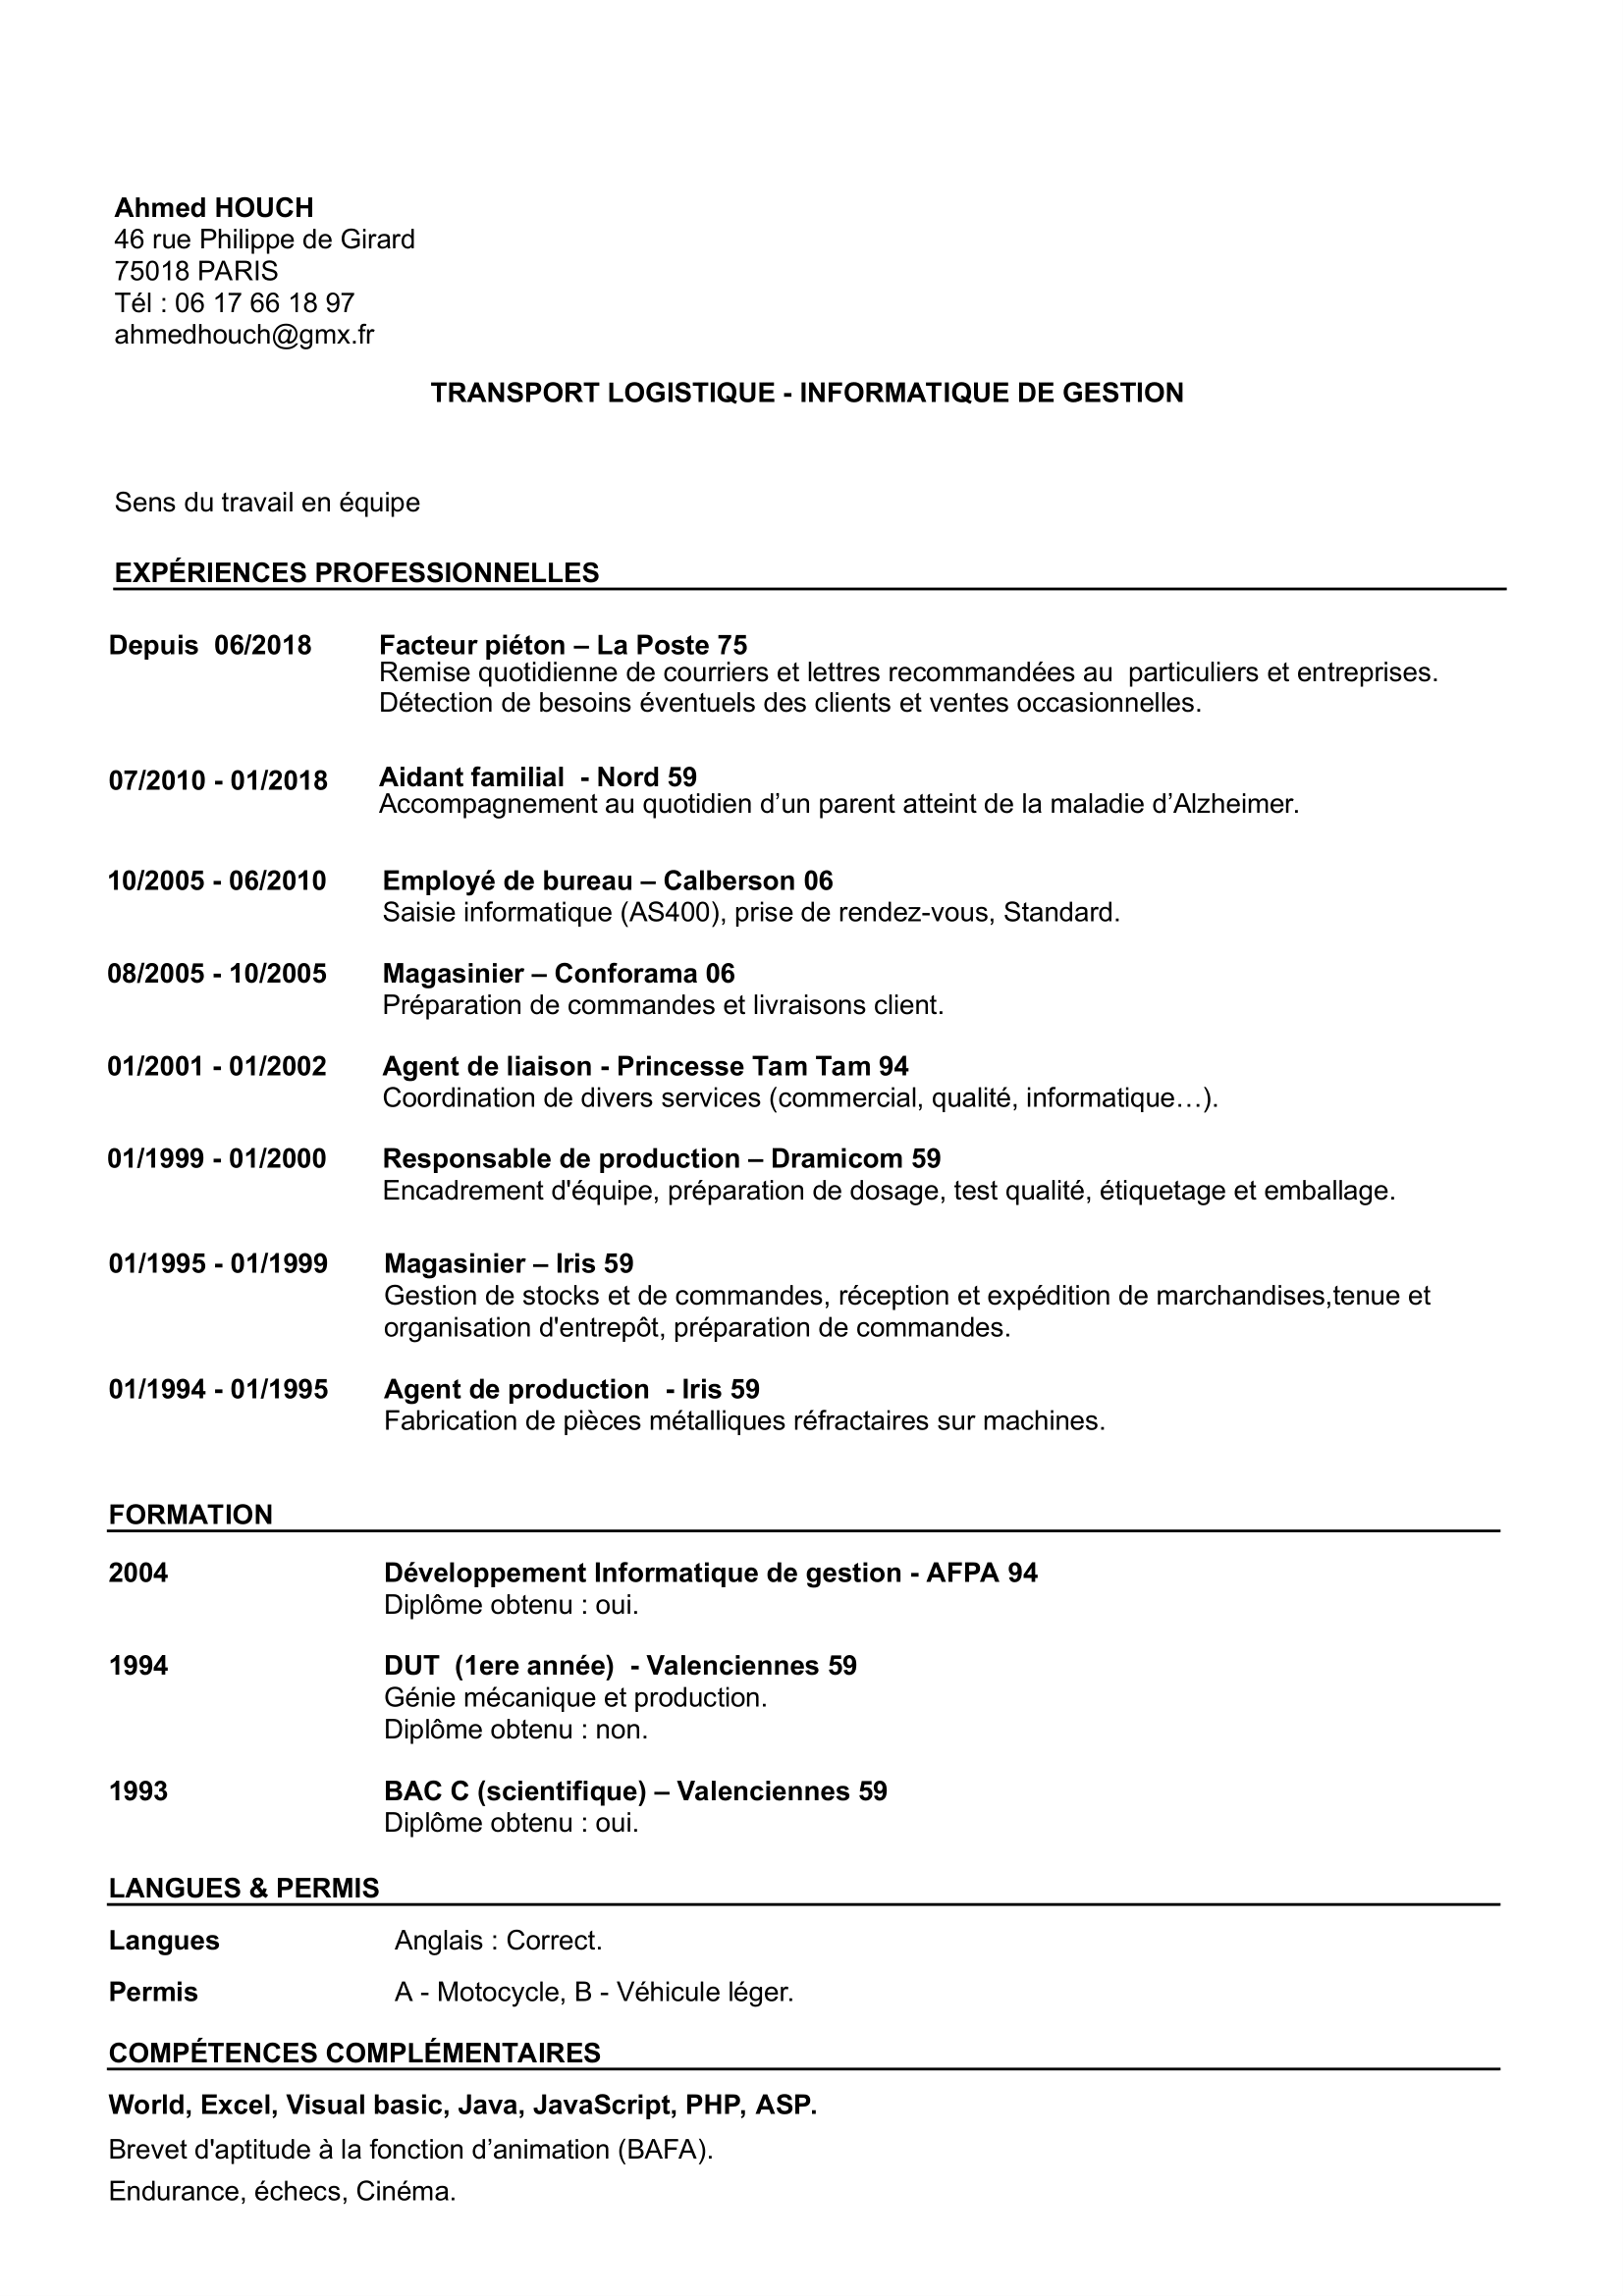 Ahmed HOUCH
46 rue Philippe de Girard
75018 PARIS
Tél : 06 17 66 18 97
ahmedhouch@gmx.fr
TRANSPORT LOGISTIQUE - INFORMATIQUE DE GESTION
Sens du travail en équipe
EXPÉRIENCES PROFESSIONNELLES
Depuis  06/2018 Facteur piéton – La Poste 75
Remise quotidienne de courriers et lettres recommandées au  particuliers et entreprises.
Détection de besoins éventuels des clients et ventes occasionnelles.
07/2010 - 01/2018 Aidant familial  - Nord 59
Accompagnement au quotidien d’un parent atteint de la maladie d’Alzheimer.
10/2005 - 06/2010 Employé de bureau – Calberson 06
Saisie informatique (AS400), prise de rendez-vous, Standard.
08/2005 - 10/2005 Magasinier – Conforama 06
Préparation de commandes et livraisons client.
01/2001 - 01/2002 Agent de liaison - Princesse Tam Tam 94
Coordination de divers services (commercial, qualité, informatique…).
01/1999 - 01/2000 Responsable de production – Dramicom 59
Encadrement d'équipe, préparation de dosage, test qualité, étiquetage et emballage.
01/1995 - 01/1999 Magasinier – Iris 59
Gestion de stocks et de commandes, réception et expédition de marchandises,tenue et
organisation d'entrepôt, préparation de commandes.
01/1994 - 01/1995 Agent de production  - Iris 59
Fabrication de pièces métalliques réfractaires sur machines.
FORMATION
2004 Développement Informatique de gestion - AFPA 94
Diplôme obtenu : oui.
1994 DUT  (1ere année)  - Valenciennes 59
Génie mécanique et production.
Diplôme obtenu : non.
1993 BAC C (scientifique) – Valenciennes 59
Diplôme obtenu : oui.
LANGUES & PERMIS
Langues Anglais : Correct.
Permis A - Motocycle, B - Véhicule léger.
COMPÉTENCES COMPLÉMENTAIRES
World, Excel, Visual basic, Java, JavaScript, PHP, ASP.
Brevet d'aptitude à la fonction d’animation (BAFA).
Endurance, échecs, Cinéma.